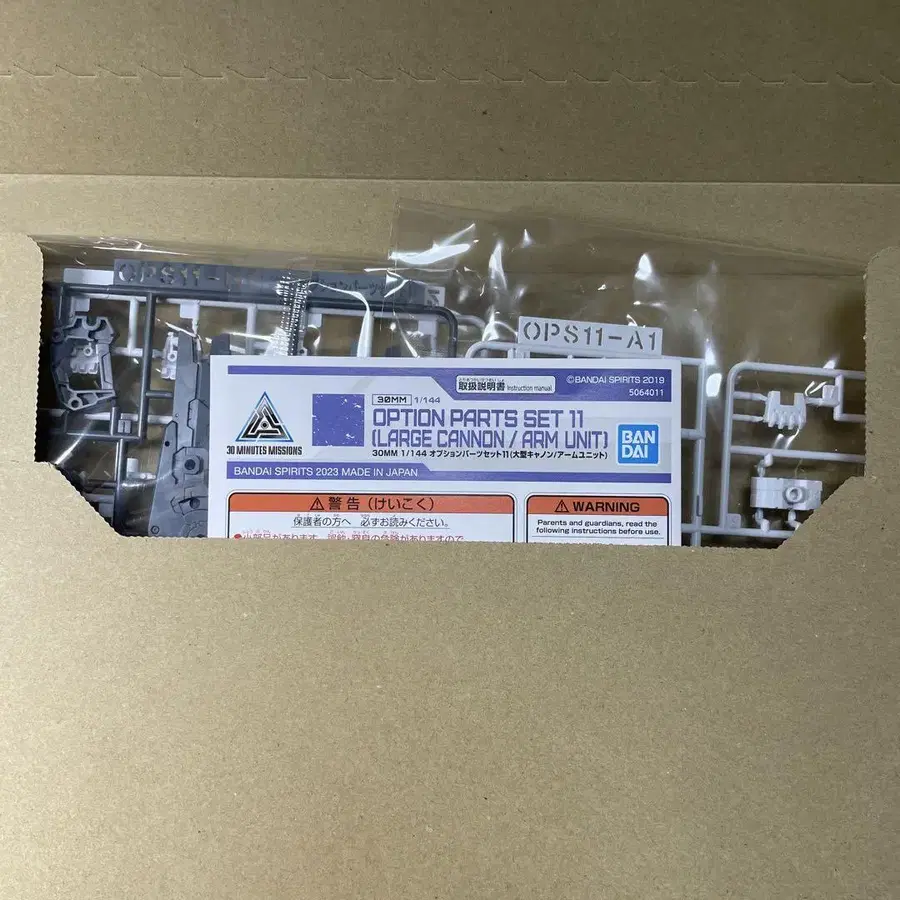 OPS11-
OPS11-A1
取扱説明書 Instruction manual
©BANDAI SPIRITS 2019
5064011
30MM 1/144
OPTION PARTS SET 11
(LARGE CANNON / ARM UNIT)
30MM 1/144 オプションパーツセット11(大型キャノン/アームユニット)
BAN
DAI
30 MINUTES MISSIONS
BANDAI SPIRITS 2023 MADE IN JAPAN
警告(けいこく)
保護者の方へ 必ずお読みください。
WARNING
Parents and guardians, read the
following instructions before use.